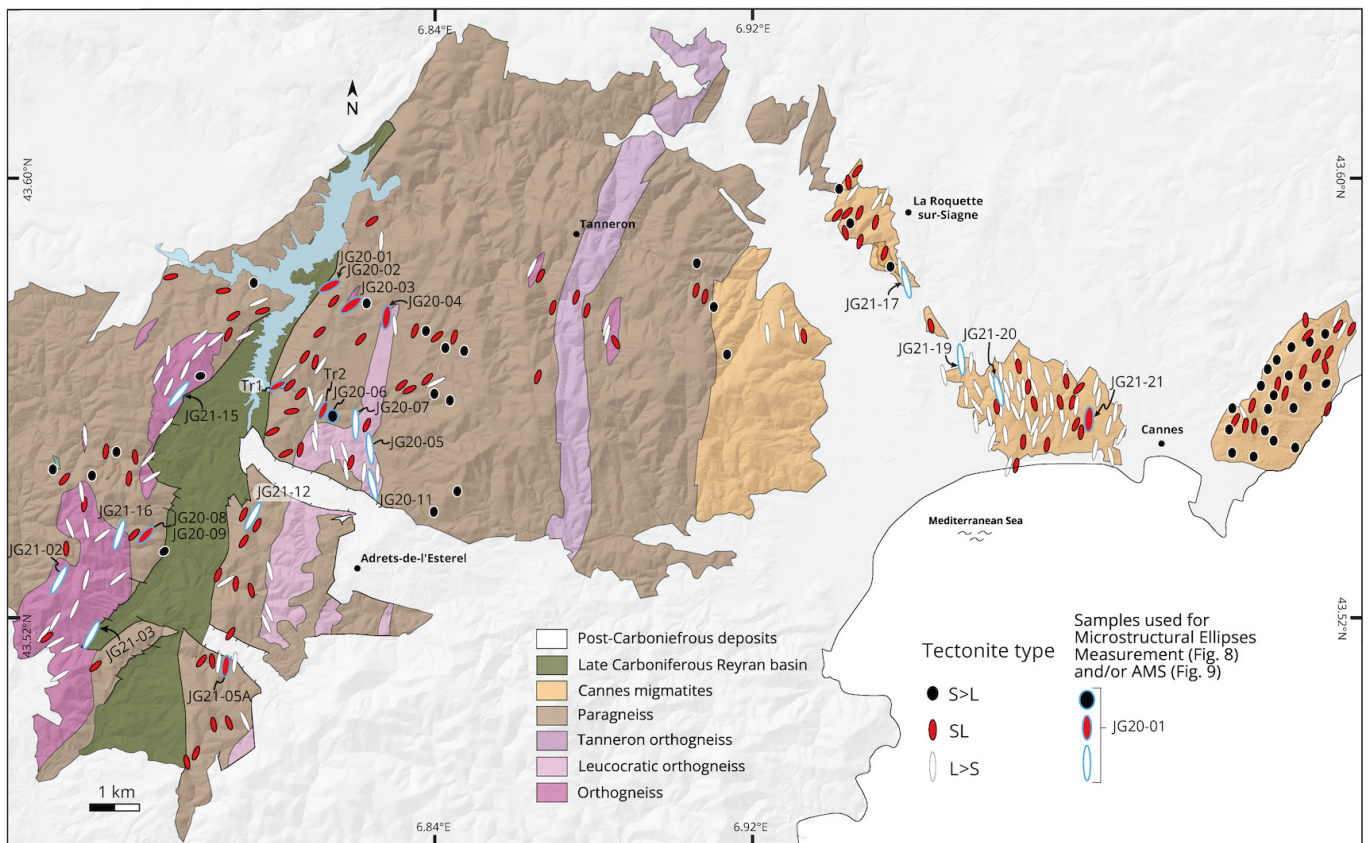 6.84°E
6.92°E
N
43.60°N
43.60°N
La Roquette
sur-Siagne
Tanneron
JG20-01
JG20-02
JG20-03
JG20-04
JG21-17
JG21-19
JG21-20
JG21-21
Tr1
Tr2
JG20-06
JG20-07
JG21-15
JG20-05
Cannes
JG20-11
JG21-12
JG21-16
JG20-08
JG20-09
JG21-02
Mediterranean Sea
Adrets-de-l'Esterel
43.52°N
43.52°N
JG21-03
JG21-05A
Post-Carboniefrous deposits
Late Carboniferous Reyran basin
Cannes migmatites
Paragneiss
Tanneron orthogneiss
Leucocratic orthogneiss
Orthogneiss
Tectonite type
S>L
SL
L>S
Samples used for
Microstructural Ellipses
Measurement (Fig. 8)
and/or AMS (Fig. 9)
JG20-01
1 km
6.84°E
6.92°E